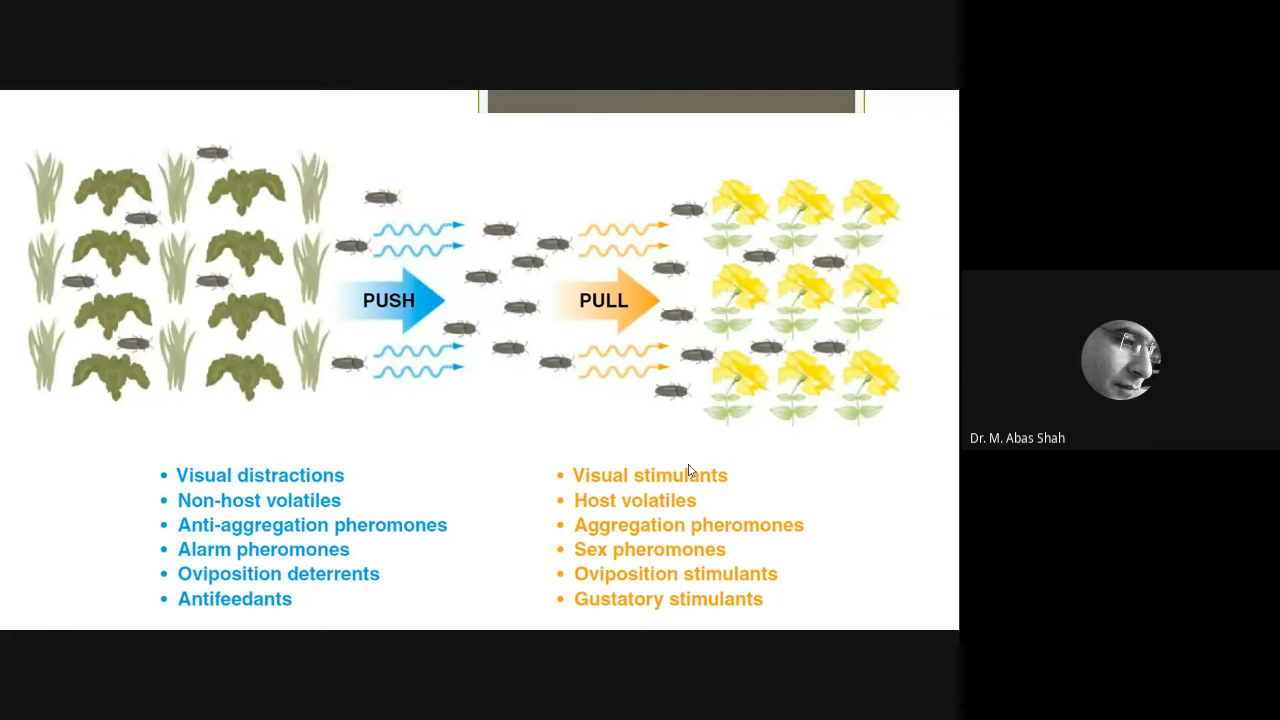 PUSH
PULL
• Visual distractions
• Non-host volatiles
• Anti-aggregation pheromones
• Alarm pheromones
• Oviposition deterrents
• Antifeedants
• Visual stimulants
• Host volatiles
• Aggregation pheromones
• Sex pheromones
• Oviposition stimulants
• Gustatory stimulants
Dr. M. Abas Shah